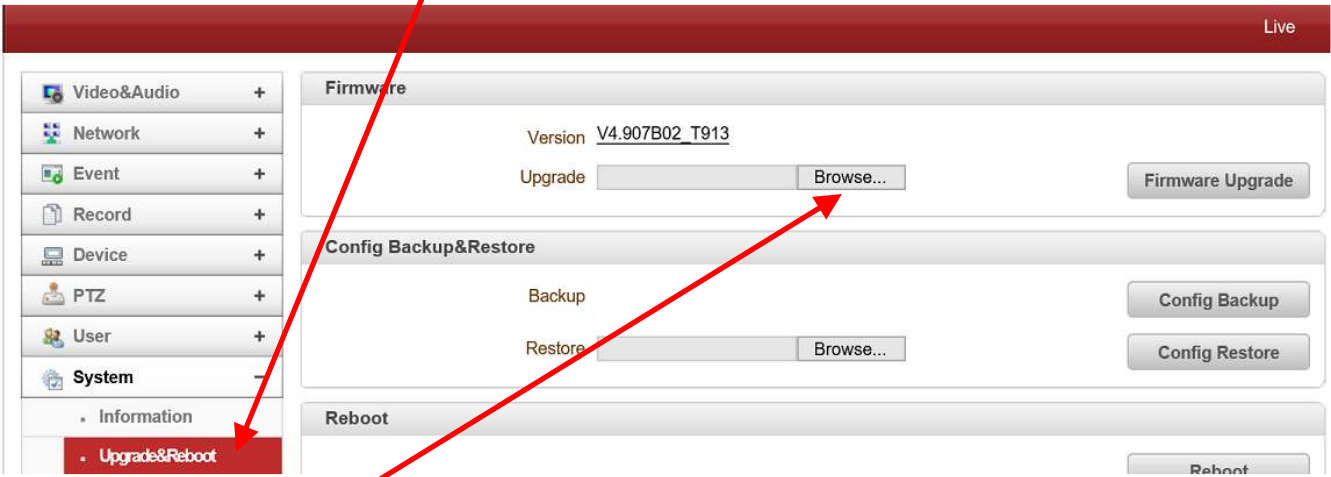 Live
Video&Audio +
Network +
Event +
Record +
Device +
PTZ +
User +
System −
Information
Upgrade&Reboot
Firmware
Version V4.907B02_T913
Upgrade Browse... Firmware Upgrade
Config Backup&Restore
Backup Config Backup
Restore Browse... Config Restore
Reboot
Reboot